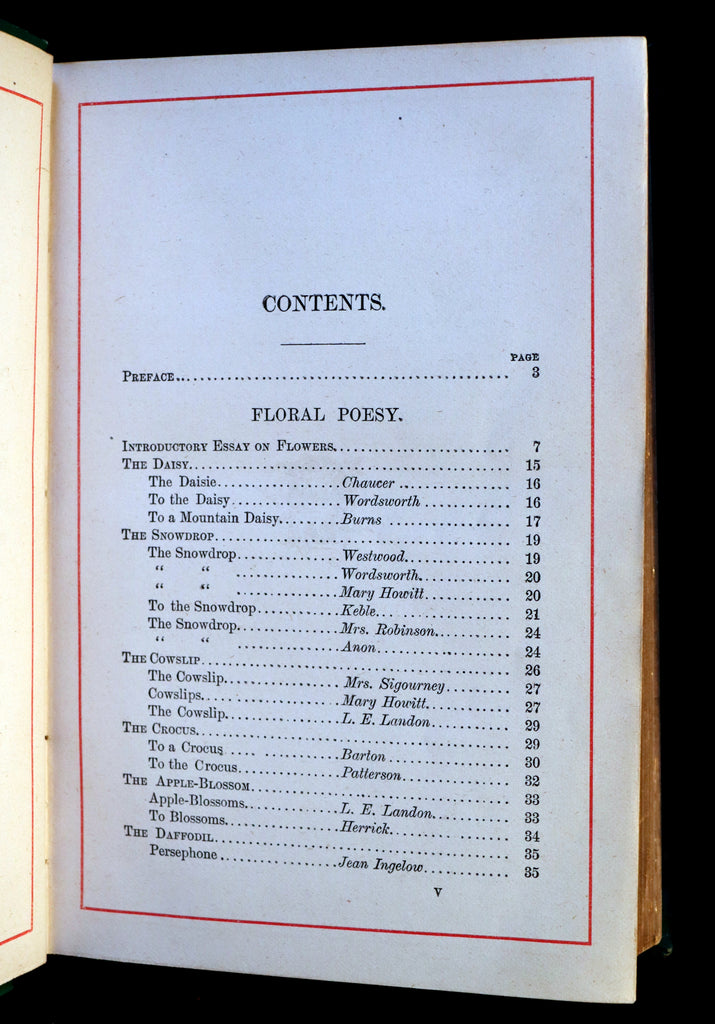 CONTENTS.
PAGE
PREFACE........................................ 3
FLORAL POESY.
INTRODUCTORY ESSAY ON FLOWERS........................ 7
THE DAISY........................................ 15
The Daisie.................Chaucer ............... 16
To the Daisy...............Wordsworth ............ 16
To a Mountain Daisy.........Burns ................ 17
THE SNOWDROP..................................... 19
The Snowdrop...............Westwood............... 19
“ “ ...............Wordsworth............. 20
“ “ ...............Mary Howitt............ 20
To the Snowdrop............Keble.................. 21
The Snowdrop...............Mrs. Robinson.......... 24
“ “ ...............Anon................... 24
THE COWSLIP...................................... 26
The Cowslip................Mrs. Sigourney......... 27
Cowslips...................Mary Howitt............ 27
The Cowslip................L. E. Landon........... 29
THE CROCUS....................................... 29
To a Crocus .... ..........Barton ................ 30
To the Crocus..............Patterson.............. 32
THE APPLE-BLOSSOM................................ 33
Apple-Blossoms.............L. E. Landon........... 33
To Blossoms................Herrick................ 34
THE DAFFODIL..................................... 35
Persephone ................Jean Ingelow........... 35
V